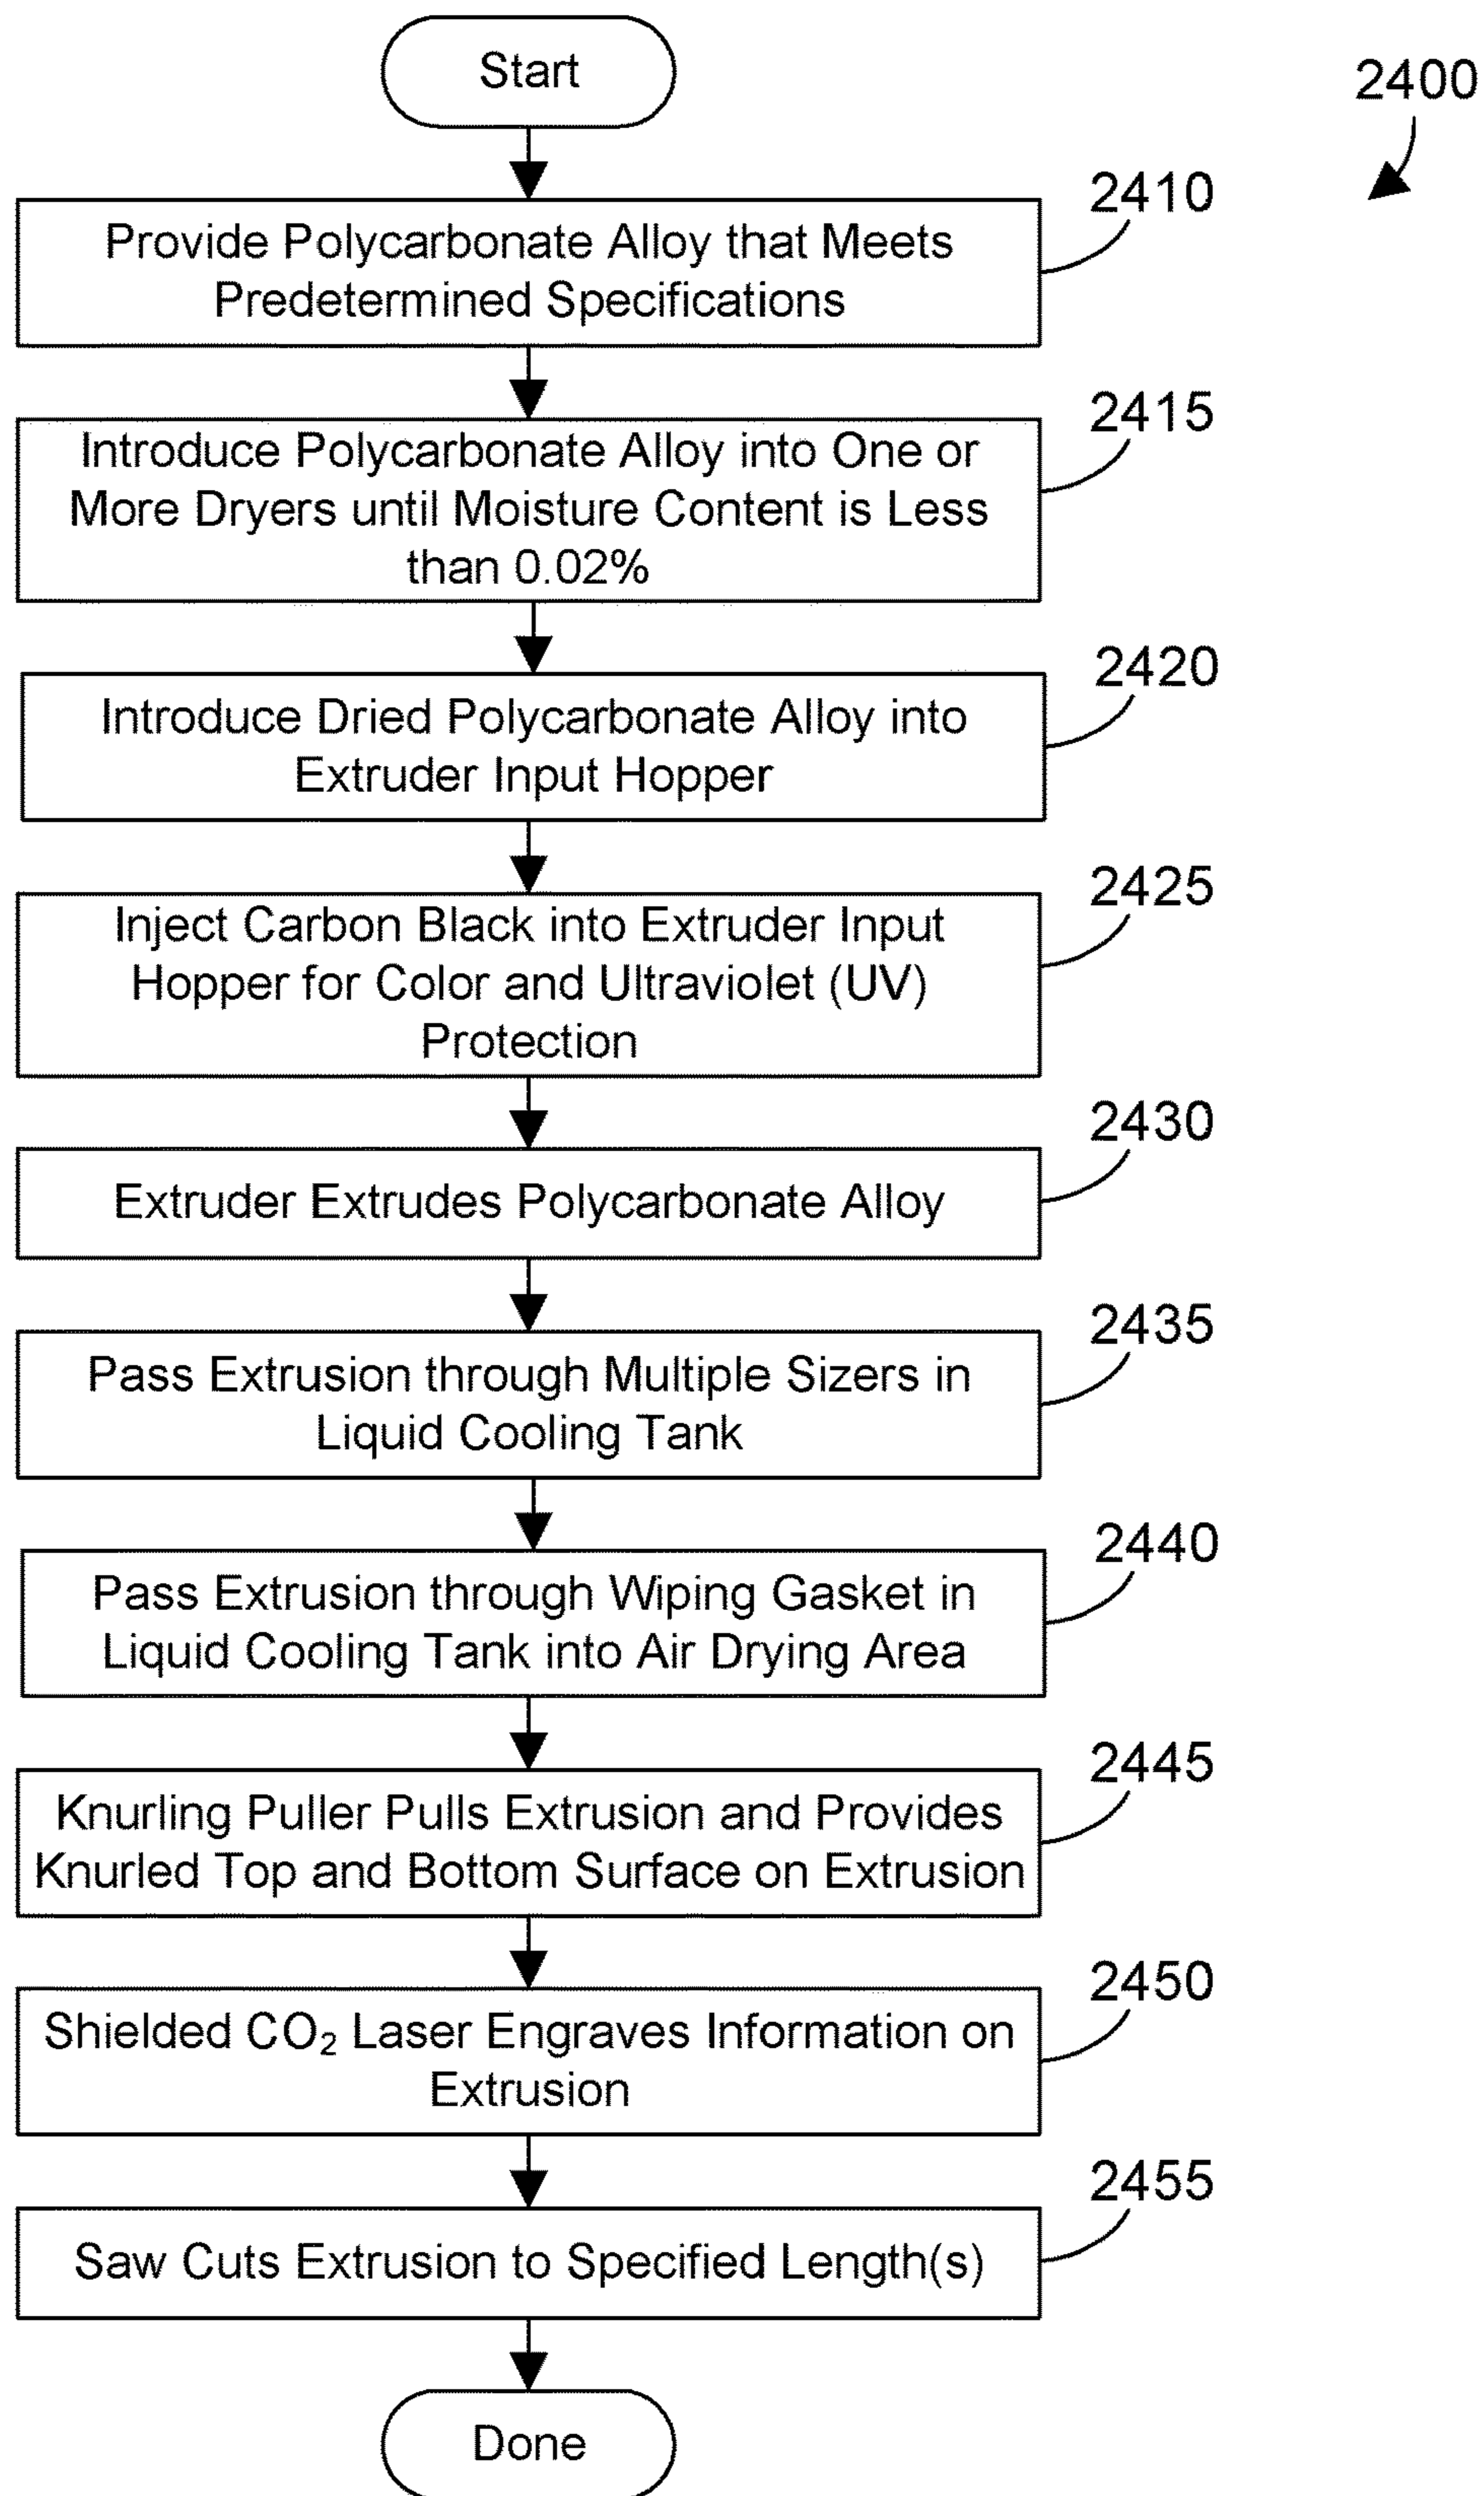 Start
2400
2410
Provide Polycarbonate Alloy that Meets
Predetermined Specifications
2415
Introduce Polycarbonate Alloy into One or
More Dryers until Moisture Content is Less
than 0.02%
2420
Introduce Dried Polycarbonate Alloy into
Extruder Input Hopper
2425
Inject Carbon Black into Extruder Input
Hopper for Color and Ultraviolet (UV)
Protection
2430
Extruder Extrudes Polycarbonate Alloy
2435
Pass Extrusion through Multiple Sizers in
Liquid Cooling Tank
2440
Pass Extrusion through Wiping Gasket in
Liquid Cooling Tank into Air Drying Area
2445
Knurling Puller Pulls Extrusion and Provides
Knurled Top and Bottom Surface on Extrusion
2450
Shielded CO₂ Laser Engraves Information on
Extrusion
2455
Saw Cuts Extrusion to Specified Length(s)
Done